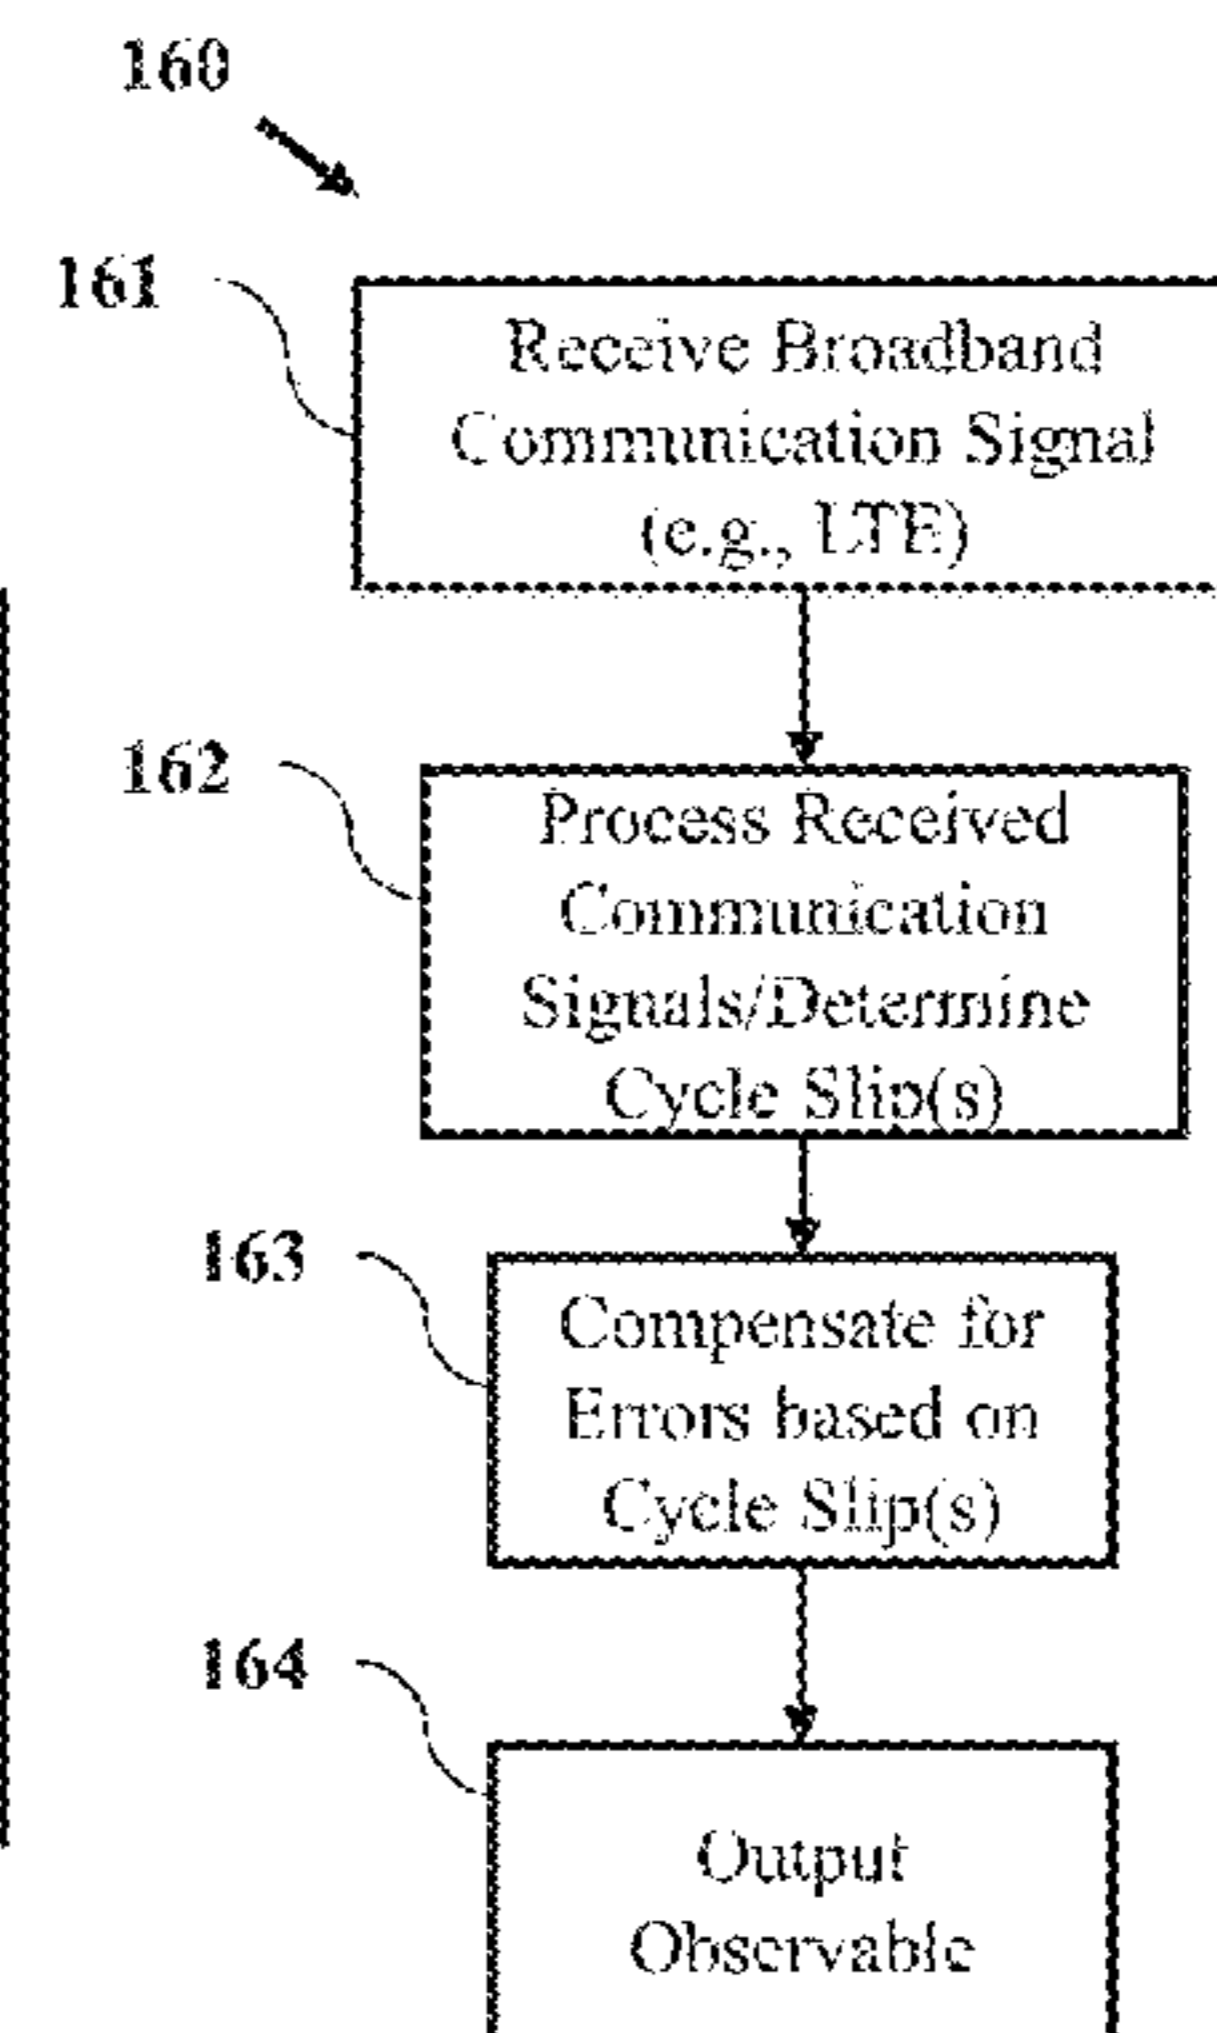 160
161
Receive Broadband
Communication Signal
(e.g., LTE)
162
Process Received
Communication
Signals/Determine
Cycle Slip(s)
163
Compensate for
Errors based on
Cycle Slip(s)
164
Output
Observable